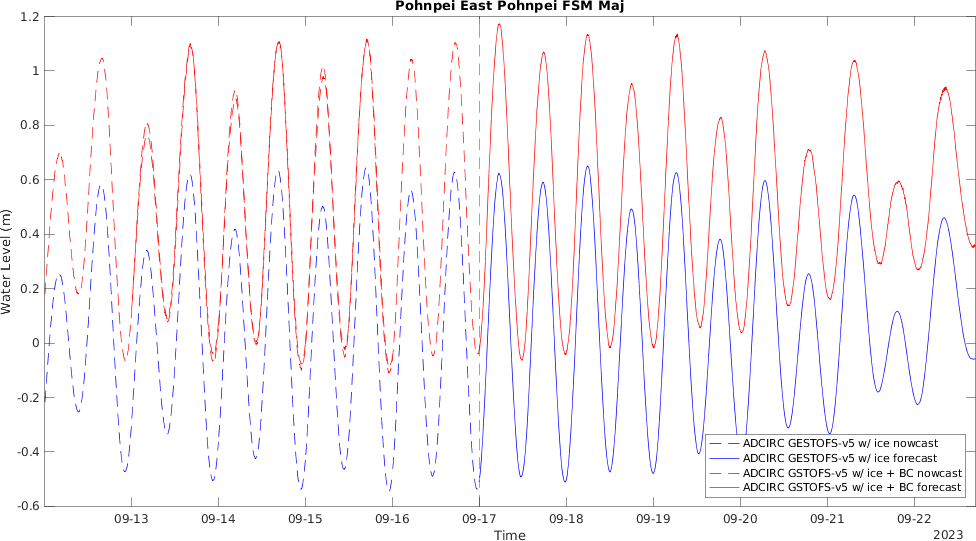 Pohnpei East Pohnpei FSM Maj
1.2
1
0.8
0.6
0.4
0.2
0
-0.2
-0.4
-0.6
Water Level (m)
09-13 09-14 09-15 09-16 09-17 09-18 09-19 09-20 09-21 09-22
Time
2023
ADCIRC GESTOFS-v5 w/ ice nowcast
ADCIRC GESTOFS-v5 w/ ice forecast
ADCIRC GSTOFS-v5 w/ ice + BC nowcast
ADCIRC GSTOFS-v5 w/ ice + BC forecast